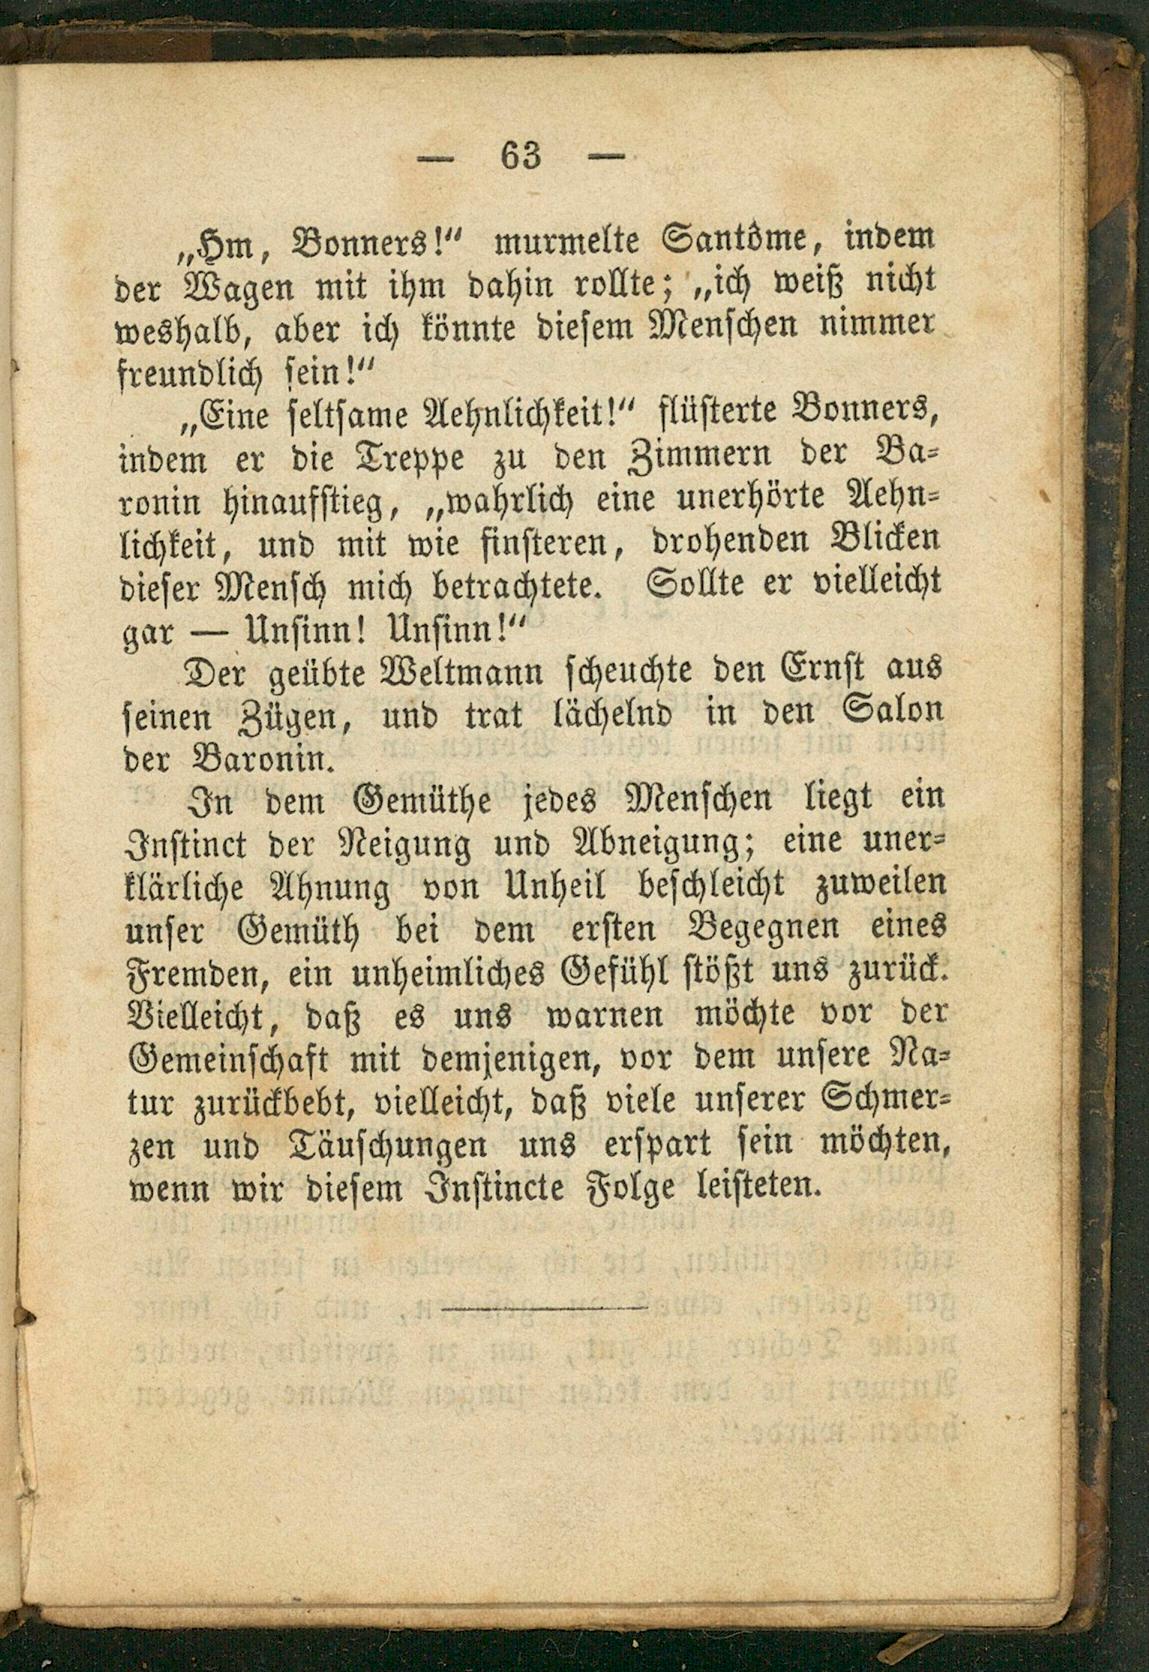 — 63 —
„Hm, Bonners!“ murmelte Santôme, indem
der Wagen mit ihm dahin rollte; „ich weiß nicht
weshalb, aber ich könnte diesem Menschen nimmer
freundlich sein!“
„Eine seltsame Aehnlichkeit!“ flüsterte Bonners,
indem er die Treppe zu den Zimmern der Ba-
ronin hinaufstieg, „wahrlich eine unerhörte Aehn-
lichkeit, und mit wie finsteren, drohenden Blicken
dieser Mensch mich betrachtete. Sollte er vielleicht
gar — Unsinn! Unsinn!“
Der geübte Weltmann scheuchte den Ernst aus
seinen Zügen, und trat lächelnd in den Salon
der Baronin.
In dem Gemüthe jedes Menschen liegt ein
Instinct der Neigung und Abneigung; eine uner-
klärliche Ahnung von Unheil beschleicht zuweilen
unser Gemüth bei dem ersten Begegnen eines
Fremden, ein unheimliches Gefühl stößt uns zurück.
Vielleicht, daß es uns warnen möchte vor der
Gemeinschaft mit demjenigen, vor dem unsere Na-
tur zurückbebt, vielleicht, daß viele unserer Schmer-
zen und Täuschungen uns erspart sein möchten,
wenn wir diesem Instincte Folge leisteten.